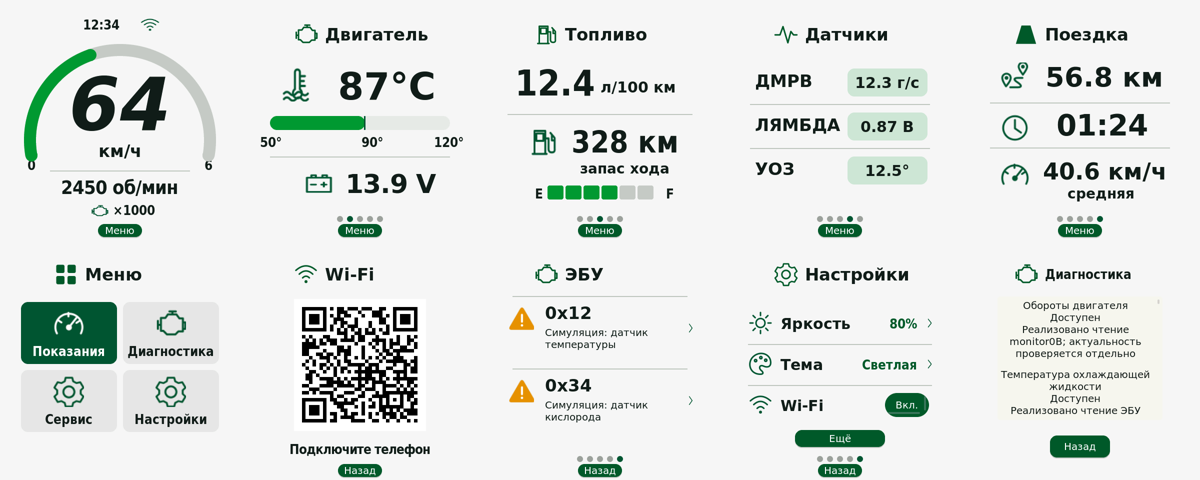 12:34
64
км/ч
0
6
2450 об/мин
×1000
Меню
Двигатель
87°C
50°
90°
120°
13.9 V
Меню
Топливо
12.4 л/100 км
328 км
запас хода
E
F
Меню
Датчики
ДМРВ
12.3 г/с
ЛЯМБДА
0.87 В
УОЗ
12.5°
Меню
Поездка
56.8 км
01:24
40.6 км/ч
средняя
Меню
Меню
Показания
Диагностика
Сервис
Настройки
Wi-Fi
Подключите телефон
Назад
ЭБУ
0x12
Симуляция: датчик
температуры
0x34
Симуляция: датчик
кислорода
Назад
Настройки
Яркость
80%
Тема
Светлая
Wi-Fi
Вкл.
Ещё
Назад
Диагностика
Обороты двигателя
Доступен
Реализовано чтение
monitor0B; актуальность
проверяется отдельно
Температура охлаждающей
жидкости
Доступен
Реализовано чтение ЭБУ
Назад